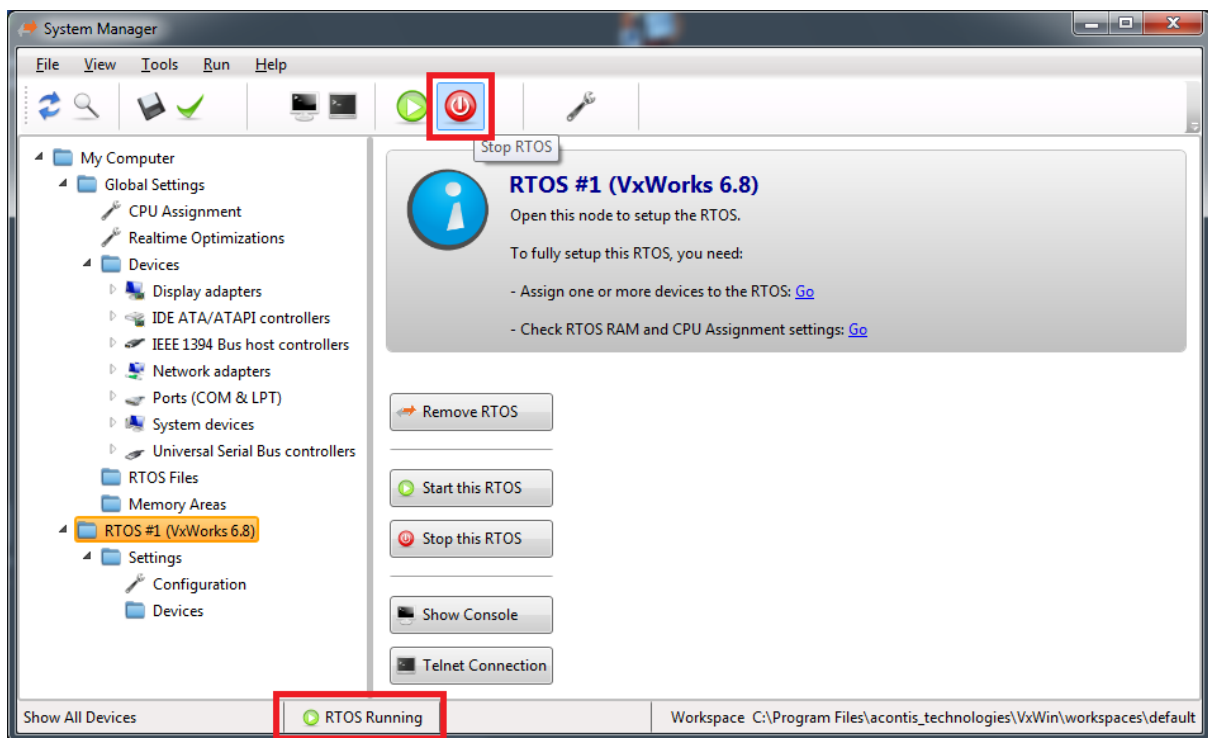 System Manager
File View Tools Run Help
Stop RTOS
My Computer
Global Settings
CPU Assignment
Realtime Optimizations
Devices
Display adapters
IDE ATA/ATAPI controllers
IEEE 1394 Bus host controllers
Network adapters
Ports (COM & LPT)
System devices
Universal Serial Bus controllers
RTOS Files
Memory Areas
RTOS #1 (VxWorks 6.8)
Settings
Configuration
Devices
RTOS #1 (VxWorks 6.8)
Open this node to setup the RTOS.
To fully setup this RTOS, you need:
- Assign one or more devices to the RTOS: Go
- Check RTOS RAM and CPU Assignment settings: Go
Remove RTOS
Start this RTOS
Stop this RTOS
Show Console
Telnet Connection
Show All Devices
RTOS Running
Workspace C:\Program Files\acontis_technologies\VxWin\workspaces\default